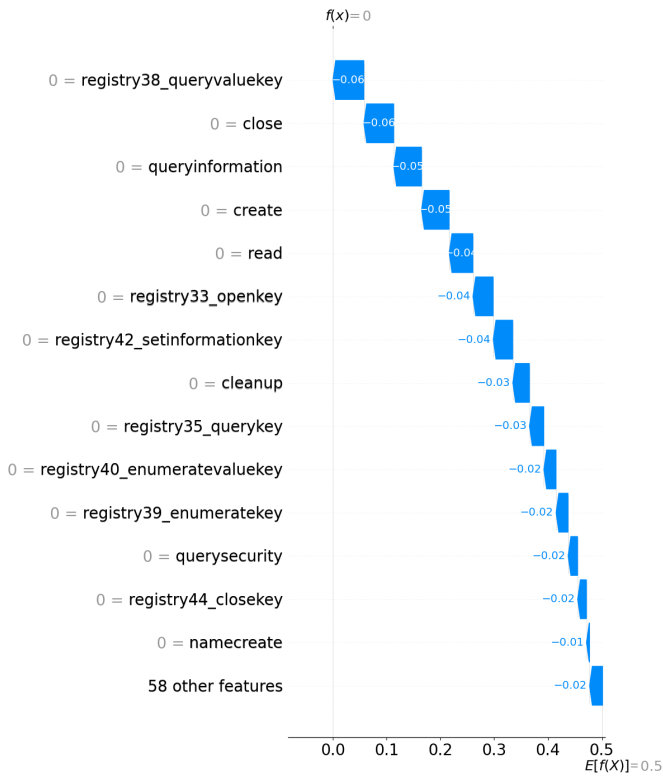 f(x)=0
0 = registry38_queryvaluekey −0.06
0 = close −0.06
0 = queryinformation −0.05
0 = create −0.05
0 = read −0.04
0 = registry33_openkey −0.04
0 = registry42_setinformationkey −0.04
0 = cleanup −0.03
0 = registry35_querykey −0.03
0 = registry40_enumeratevaluekey −0.02
0 = registry39_enumeratekey −0.02
0 = querysecurity −0.02
0 = registry44_closekey −0.02
0 = namecreate −0.01
58 other features −0.02
0.0 0.1 0.2 0.3 0.4 0.5
E[f(X)]=0.5